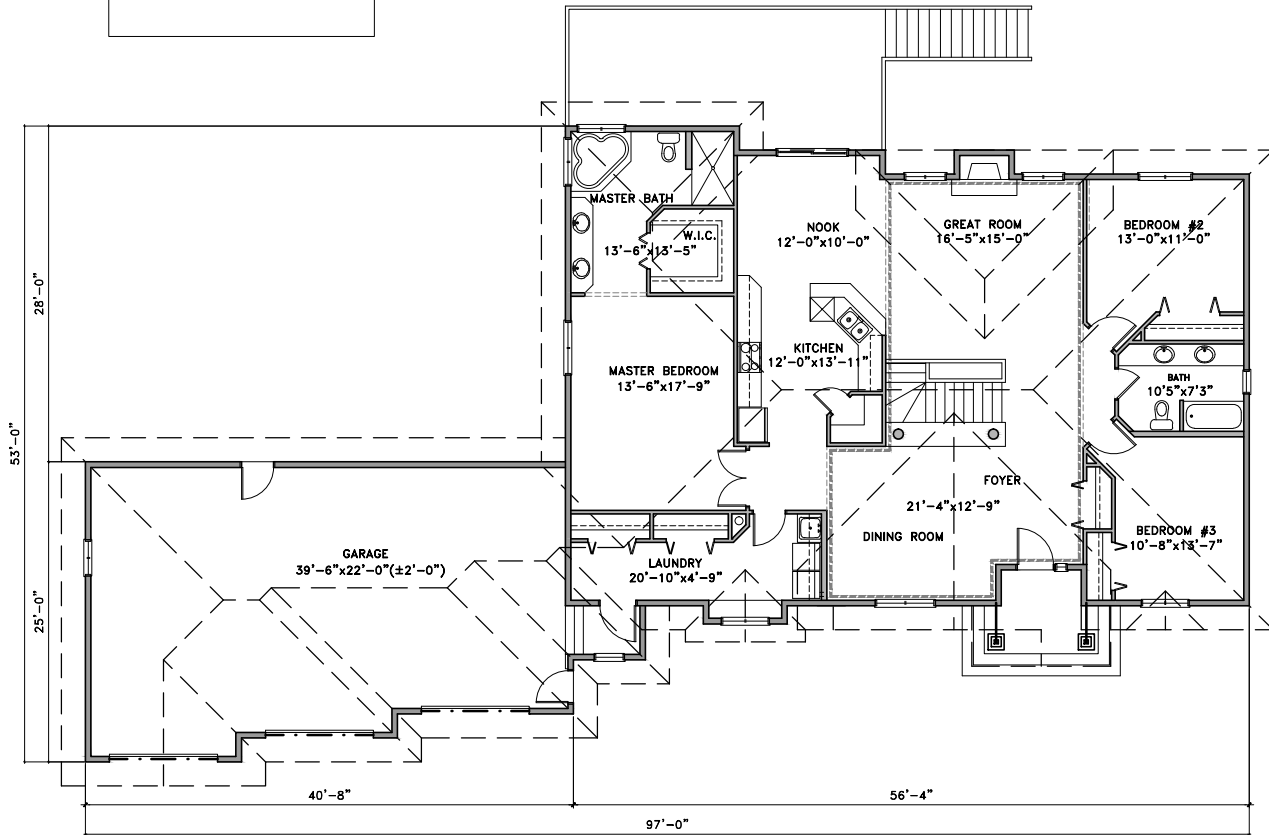 MASTER BATH
13'-6"x13'-5"
W.I.C.
NOOK
12'-0"x10'-0"
GREAT ROOM
16'-5"x15'-0"
BEDROOM #2
13'-0"x11'-0"
28'-0"
KITCHEN
12'-0"x13'-11"
MASTER BEDROOM
13'-6"x17'-9"
BATH
10'5"x7'3"
53'-0"
FOYER
21'-4"x12'-9"
DINING ROOM
BEDROOM #3
10'-8"x13'-7"
GARAGE
39'-6"x22'-0"(±2'-0")
LAUNDRY
20'-10"x4'-9"
25'-0"
40'-8"
56'-4"
97'-0"